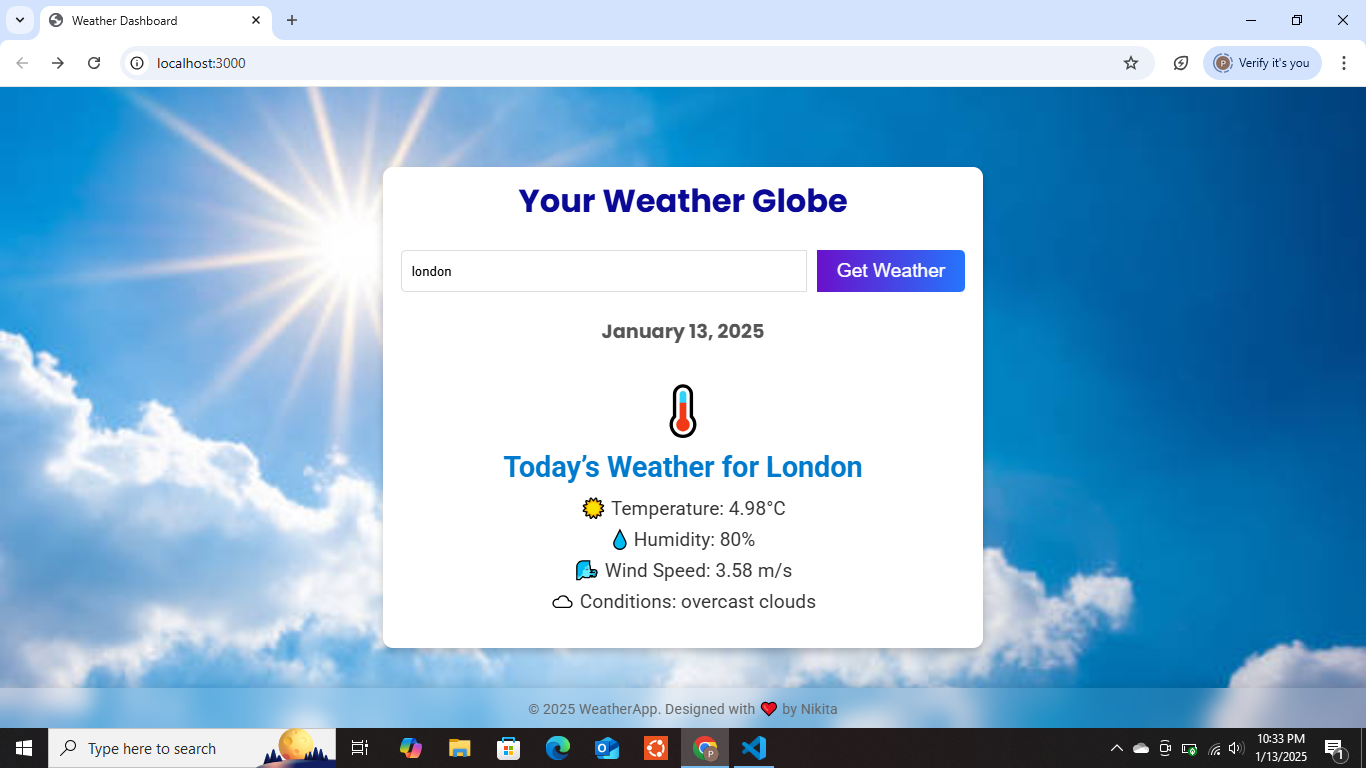 Weather Dashboard
localhost:3000
Verify it's you
Your Weather Globe
london
Get Weather
January 13, 2025
Today’s Weather for London
Temperature: 4.98°C
Humidity: 80%
Wind Speed: 3.58 m/s
Conditions: overcast clouds
© 2025 WeatherApp. Designed with ❤️ by Nikita
Type here to search
10:33 PM
1/13/2025
1